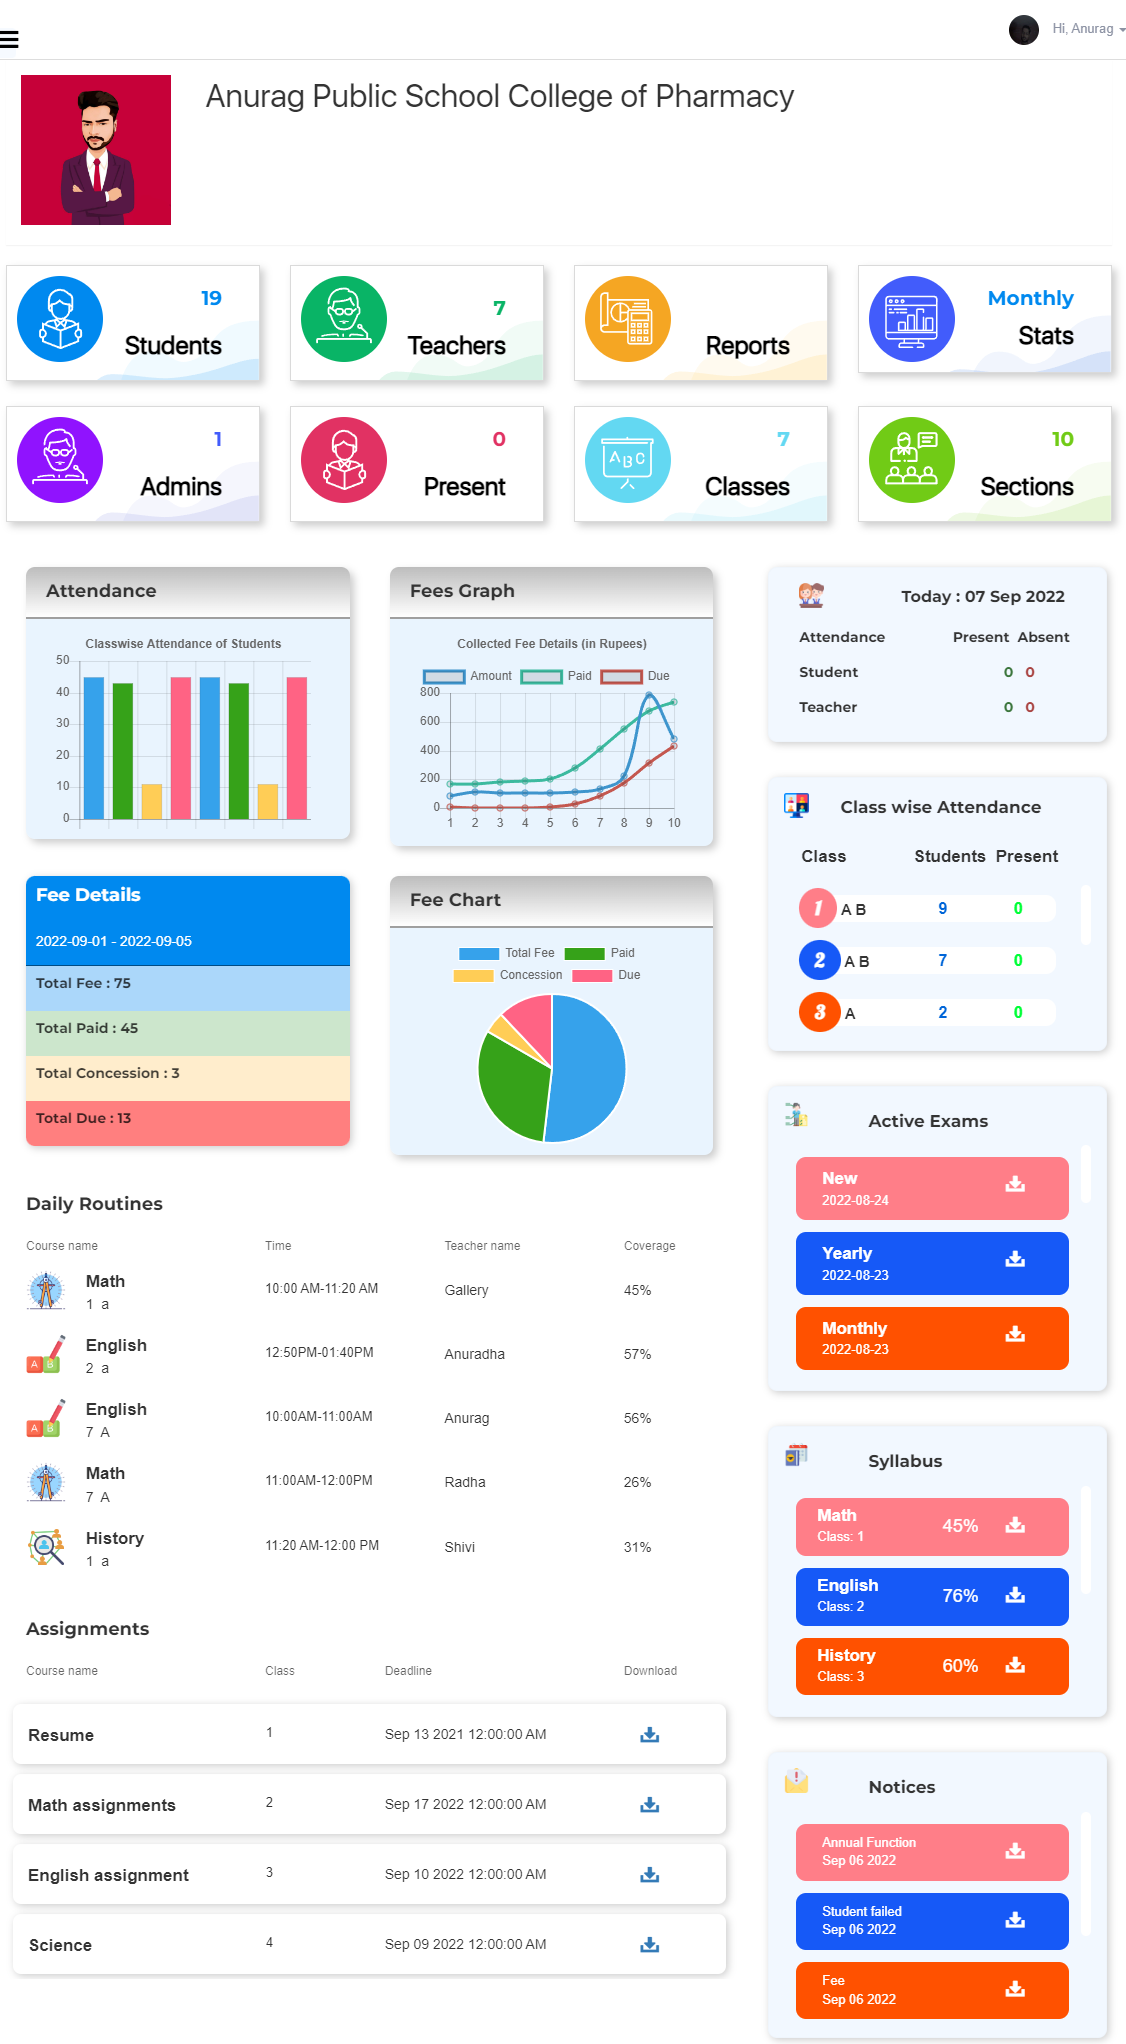 Hi, Anurag
Anurag Public School College of Pharmacy
19
Students
7
Teachers
Reports
Monthly
Stats
1
Admins
0
Present
ABC
7
Classes
10
Sections
Attendance
Classwise Attendance of Students
50
40
30
20
10
0
Fees Graph
Collected Fee Details (in Rupees)
Amount Paid Due
800
600
400
200
0
1 2 3 4 5 6 7 8 9 10
Fee Details
2022-09-01 - 2022-09-05
Total Fee : 75
Total Paid : 45
Total Concession : 3
Total Due : 13
Fee Chart
Total Fee Paid
Concession Due
Daily Routines
Course name Time Teacher name Coverage
Math
1 a
10:00 AM-11:20 AM Gallery 45%
A B
English
2 a
12:50PM-01:40PM Anuradha 57%
A B
English
7 A
10:00AM-11:00AM Anurag 56%
Math
7 A
11:00AM-12:00PM Radha 26%
History
1 a
11:20 AM-12:00 PM Shivi 31%
Assignments
Course name Class Deadline Download
Resume 1 Sep 13 2021 12:00:00 AM
Math assignments 2 Sep 17 2022 12:00:00 AM
English assignment 3 Sep 10 2022 12:00:00 AM
Science 4 Sep 09 2022 12:00:00 AM
Today : 07 Sep 2022
Attendance Present Absent
Student 0 0
Teacher 0 0
Class wise Attendance
Class Students Present
1 A B 9 0
2 A B 7 0
3 A 2 0
Active Exams
New
2022-08-24
Yearly
2022-08-23
Monthly
2022-08-23
Syllabus
Math
Class: 1
45%
English
Class: 2
76%
History
Class: 3
60%
Notices
Annual Function
Sep 06 2022
Student failed
Sep 06 2022
Fee
Sep 06 2022